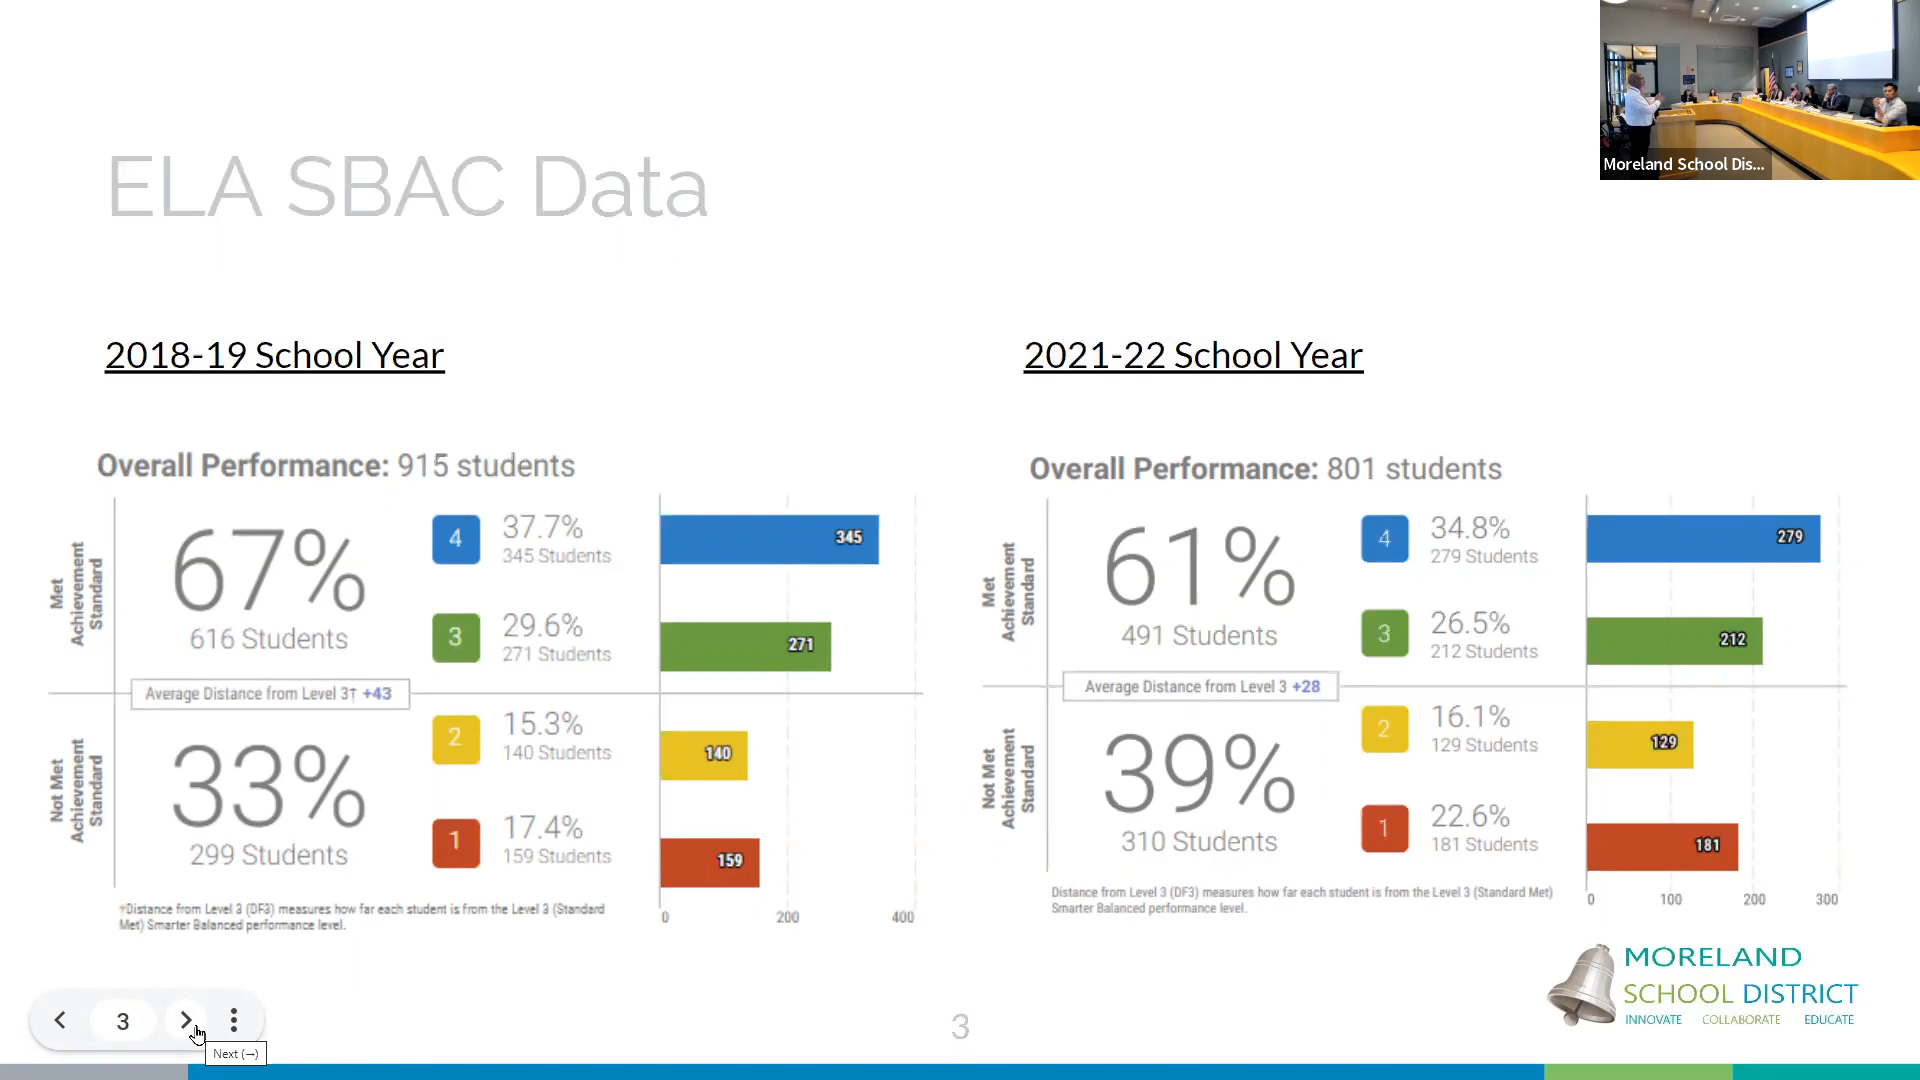 Moreland School Dis...
ELA SBAC Data
2018-19 School Year
Overall Performance: 915 students
Met
Achievement
Standard
67%
616 Students
4
37.7%
345 Students
345
3
29.6%
271 Students
271
Average Distance from Level 3† +43
Not Met
Achievement
Standard
33%
299 Students
2
15.3%
140 Students
140
1
17.4%
159 Students
159
0
200
400
†Distance from Level 3 (DF3) measures how far each student is from the Level 3 (Standard
Met) Smarter Balanced performance level.
2021-22 School Year
Overall Performance: 801 students
Met
Achievement
Standard
61%
491 Students
4
34.8%
279 Students
279
3
26.5%
212 Students
212
Average Distance from Level 3 +28
Not Met
Achievement
Standard
39%
310 Students
2
16.1%
129 Students
129
1
22.6%
181 Students
181
0
100
200
300
Distance from Level 3 (DF3) measures how far each student is from the Level 3 (Standard Met)
Smarter Balanced performance level.
MORELAND
SCHOOL DISTRICT
INNOVATE COLLABORATE EDUCATE
3
3
Next (→)